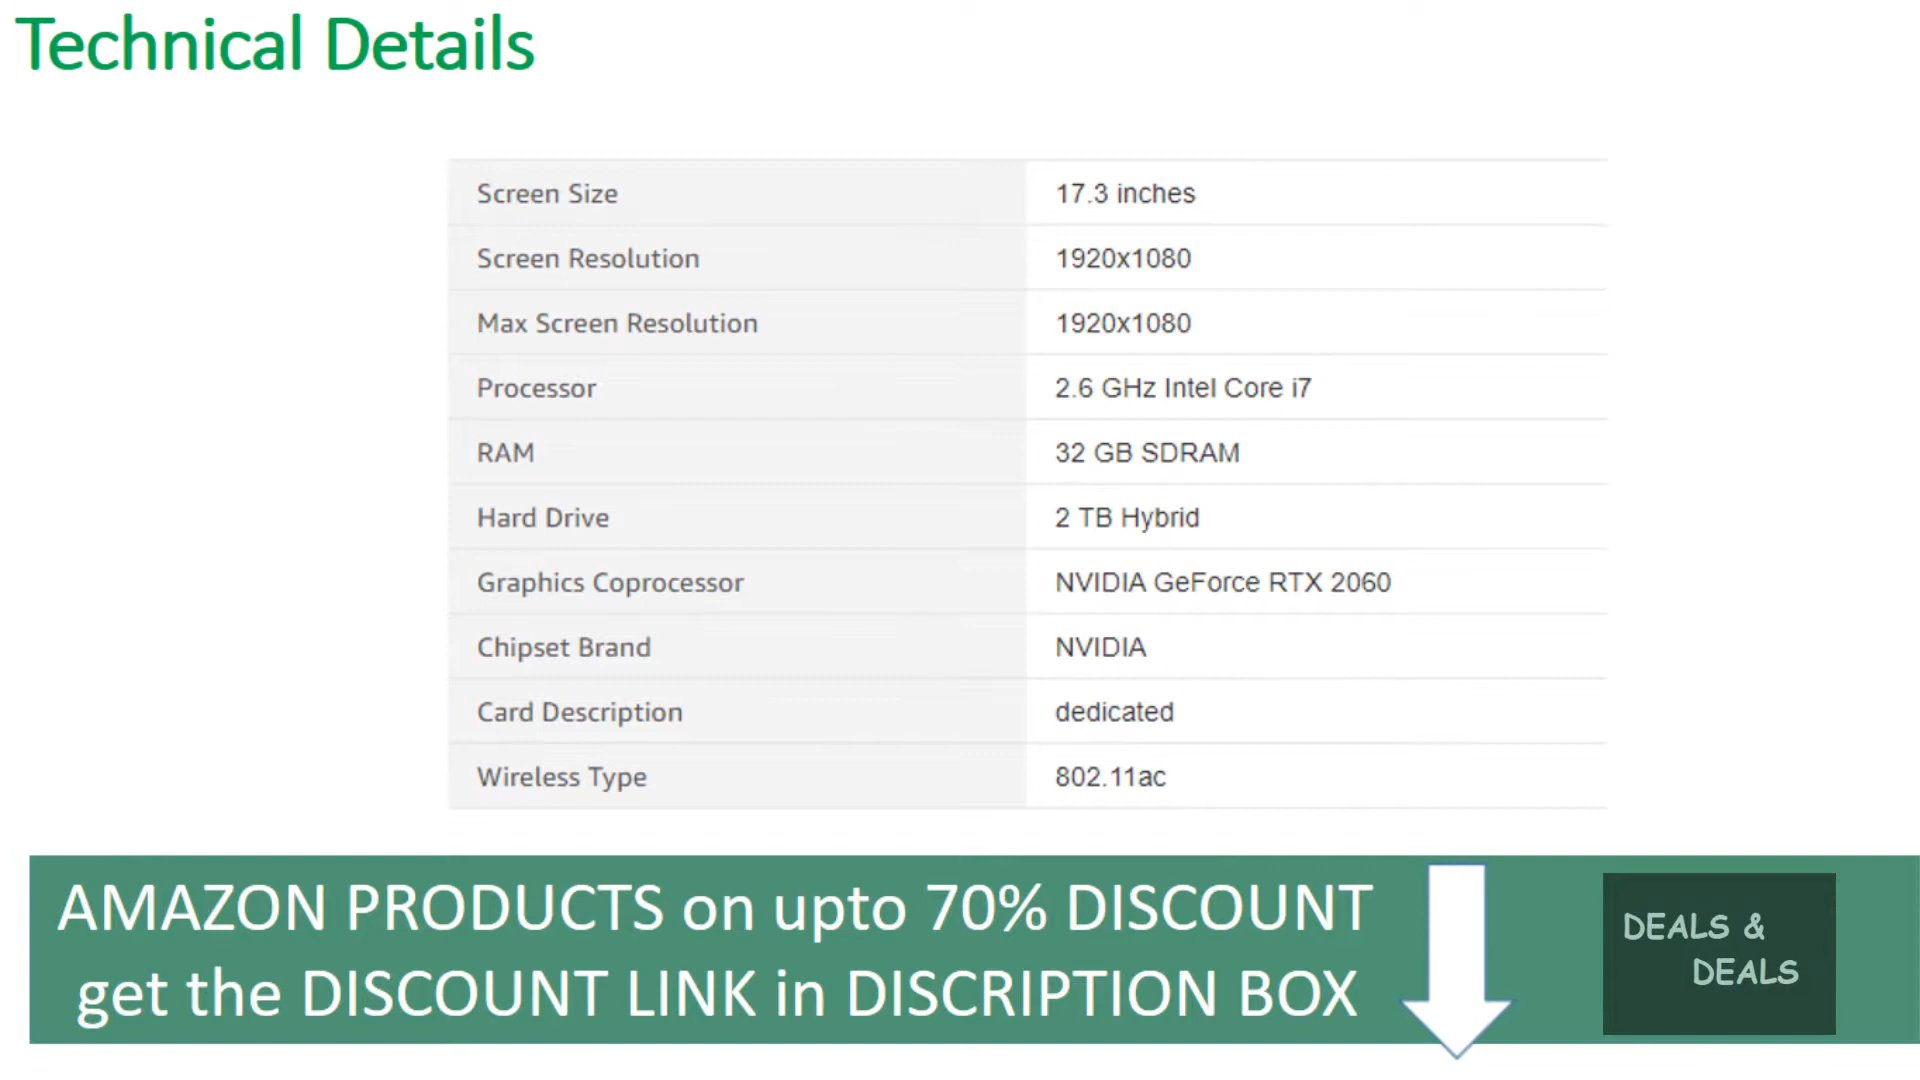 Technical Details
Screen Size 17.3 inches
Screen Resolution 1920x1080
Max Screen Resolution 1920x1080
Processor 2.6 GHz Intel Core i7
RAM 32 GB SDRAM
Hard Drive 2 TB Hybrid
Graphics Coprocessor NVIDIA GeForce RTX 2060
Chipset Brand NVIDIA
Card Description dedicated
Wireless Type 802.11ac
AMAZON PRODUCTS on upto 70% DISCOUNT
get the DISCOUNT LINK in DISCRIPTION BOX
DEALS &
DEALS